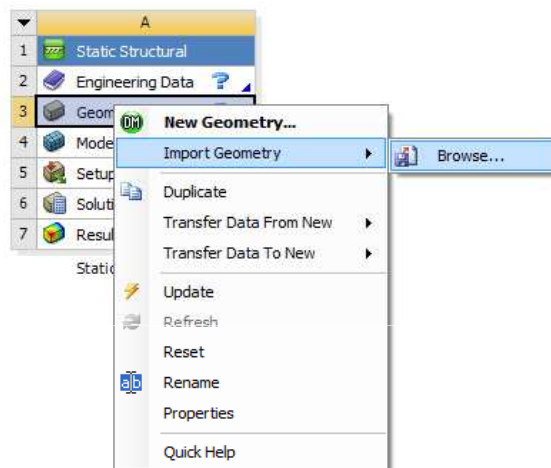 A
1 Static Structural
2 Engineering Data ?
3 Geom
4 Mode
5 Setup
6 Soluti
7 Resul
Static
DM New Geometry...
Import Geometry
Browse...
Duplicate
Transfer Data From New
Transfer Data To New
Update
Refresh
Reset
a|b Rename
Properties
Quick Help